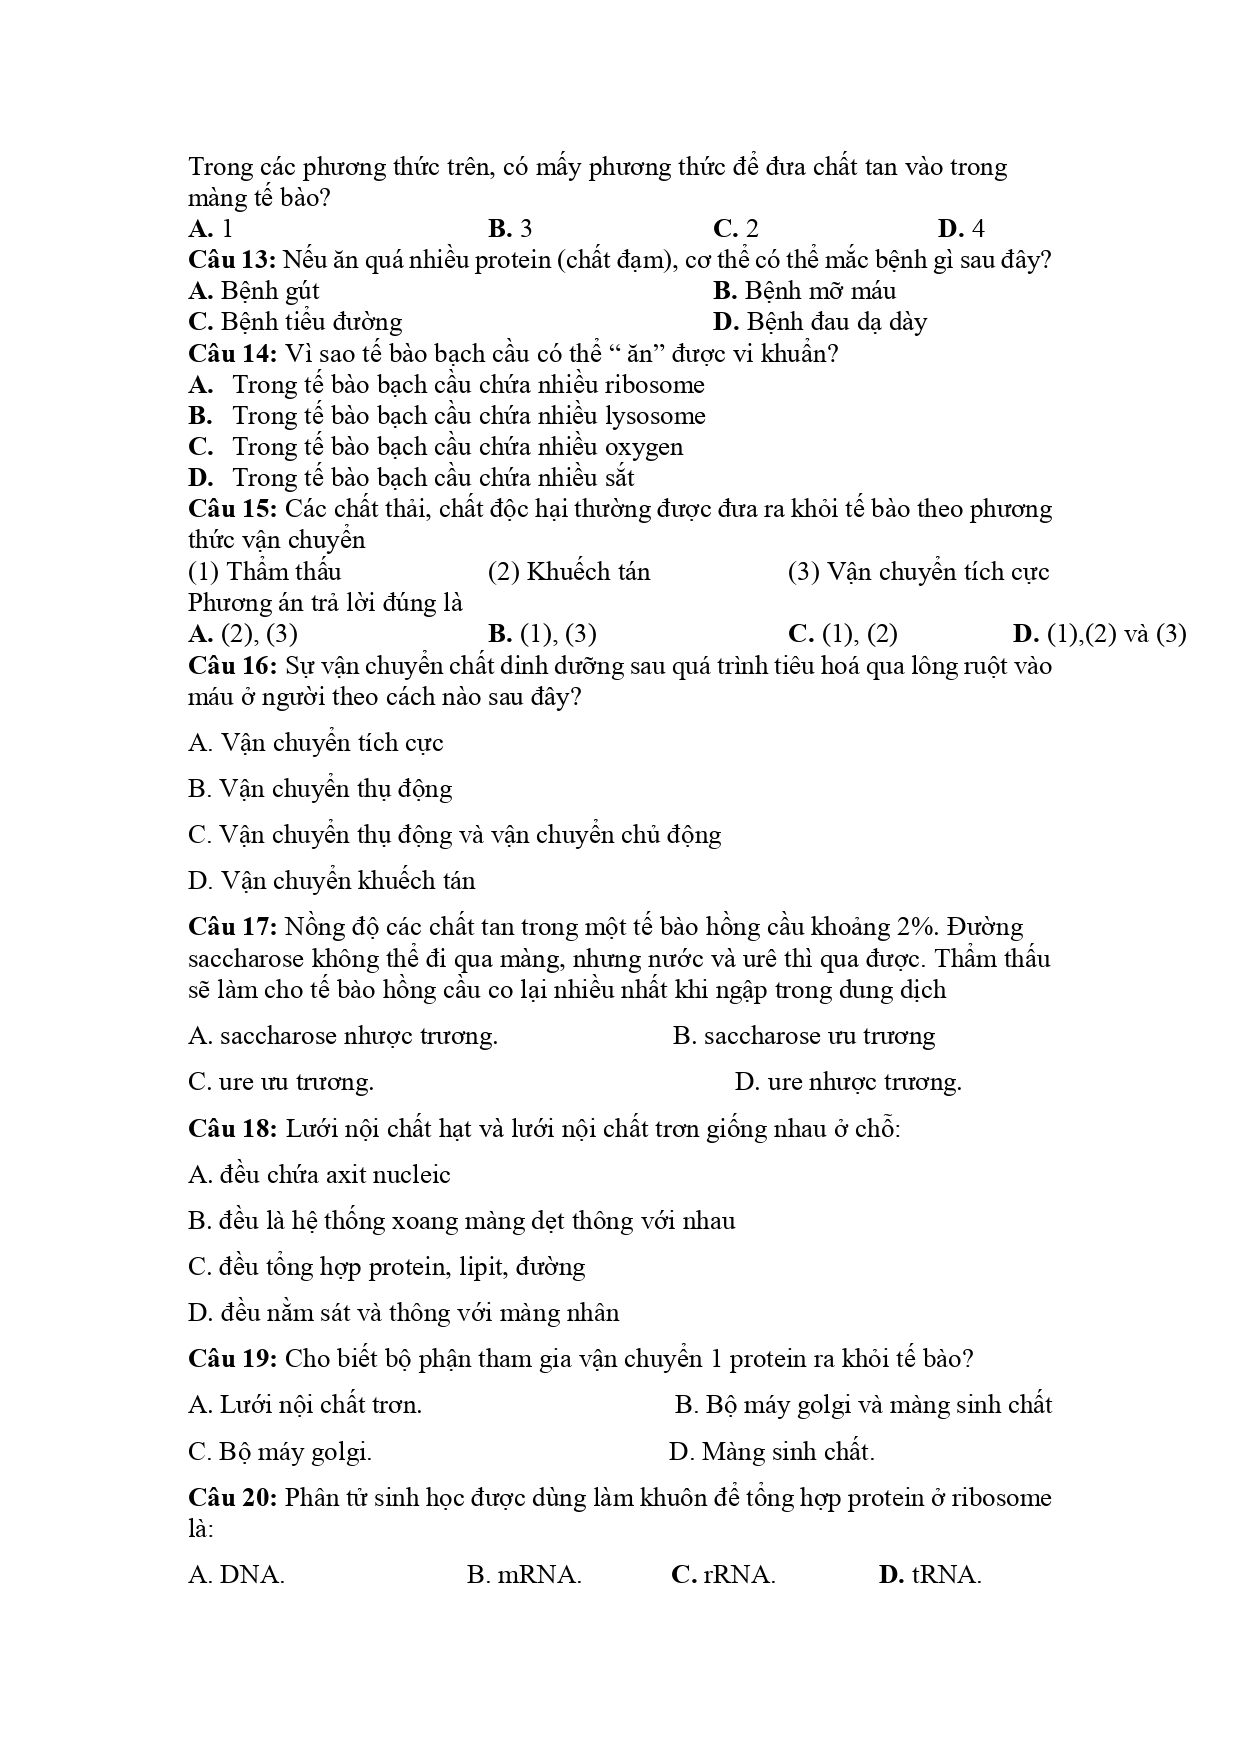 Trong các phương thức trên, có mấy phương thức để đưa chất tan vào trong
màng tế bào?
A. 1 B. 3 C. 2 D. 4
Câu 13: Nếu ăn quá nhiều protein (chất đạm), cơ thể có thể mắc bệnh gì sau đây?
A. Bệnh gút B. Bệnh mỡ máu
C. Bệnh tiểu đường D. Bệnh đau dạ dày
Câu 14: Vì sao tế bào bạch cầu có thể “ ăn” được vi khuẩn?
A. Trong tế bào bạch cầu chứa nhiều ribosome
B. Trong tế bào bạch cầu chứa nhiều lysosome
C. Trong tế bào bạch cầu chứa nhiều oxygen
D. Trong tế bào bạch cầu chứa nhiều sắt
Câu 15: Các chất thải, chất độc hại thường được đưa ra khỏi tế bào theo phương
thức vận chuyển
(1) Thẩm thấu (2) Khuếch tán (3) Vận chuyển tích cực
Phương án trả lời đúng là
A. (2), (3) B. (1), (3) C. (1), (2) D. (1),(2) và (3)
Câu 16: Sự vận chuyển chất dinh dưỡng sau quá trình tiêu hoá qua lông ruột vào
máu ở người theo cách nào sau đây?
A. Vận chuyển tích cực
B. Vận chuyển thụ động
C. Vận chuyển thụ động và vận chuyển chủ động
D. Vận chuyển khuếch tán
Câu 17: Nồng độ các chất tan trong một tế bào hồng cầu khoảng 2%. Đường
saccharose không thể đi qua màng, nhưng nước và urê thì qua được. Thẩm thấu
sẽ làm cho tế bào hồng cầu co lại nhiều nhất khi ngập trong dung dịch
A. saccharose nhược trương. B. saccharose ưu trương
C. ure ưu trương. D. ure nhược trương.
Câu 18: Lưới nội chất hạt và lưới nội chất trơn giống nhau ở chỗ:
A. đều chứa axit nucleic
B. đều là hệ thống xoang màng dẹt thông với nhau
C. đều tổng hợp protein, lipit, đường
D. đều nằm sát và thông với màng nhân
Câu 19: Cho biết bộ phận tham gia vận chuyển 1 protein ra khỏi tế bào?
A. Lưới nội chất trơn. B. Bộ máy golgi và màng sinh chất
C. Bộ máy golgi. D. Màng sinh chất.
Câu 20: Phân tử sinh học được dùng làm khuôn để tổng hợp protein ở ribosome
là:
A. DNA. B. mRNA. C. rRNA. D. tRNA.